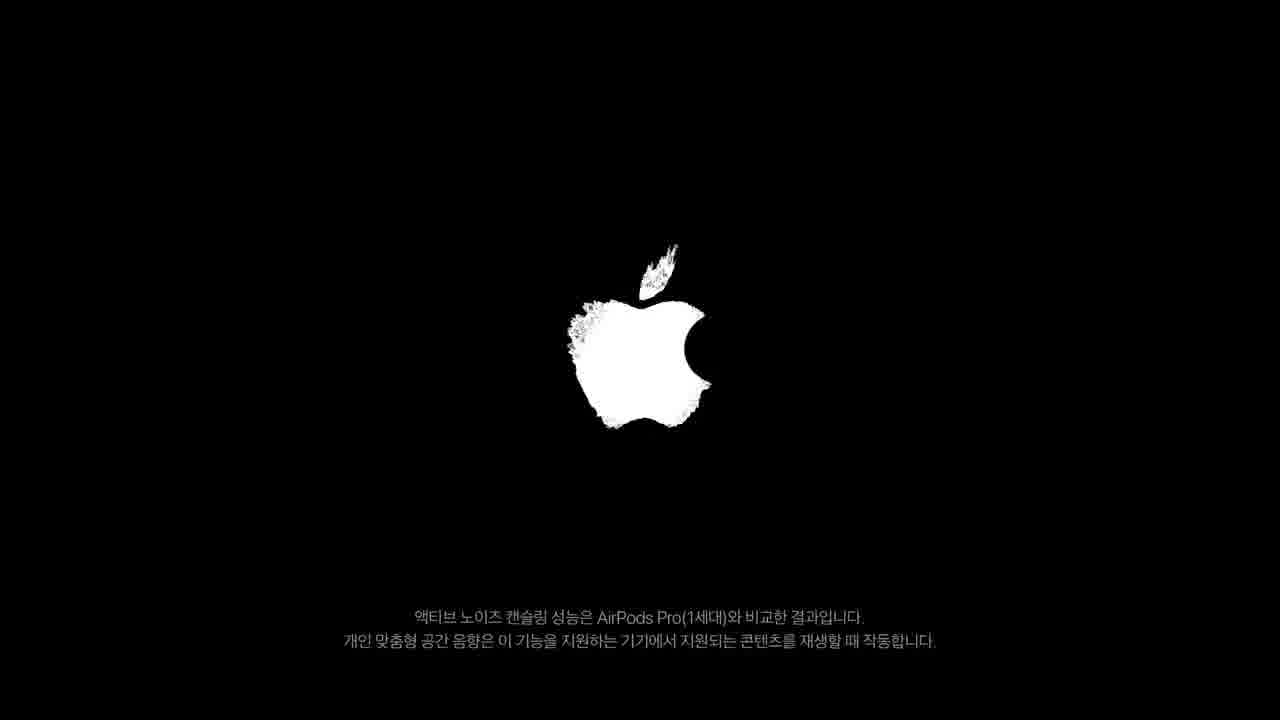 액티브 노이즈 캔슬링 성능은 AirPods Pro(1세대)와 비교한 결과입니다.
개인 맞춤형 공간 음향은 이 기능을 지원하는 기기에서 지원되는 콘텐츠를 재생할 때 작동합니다.